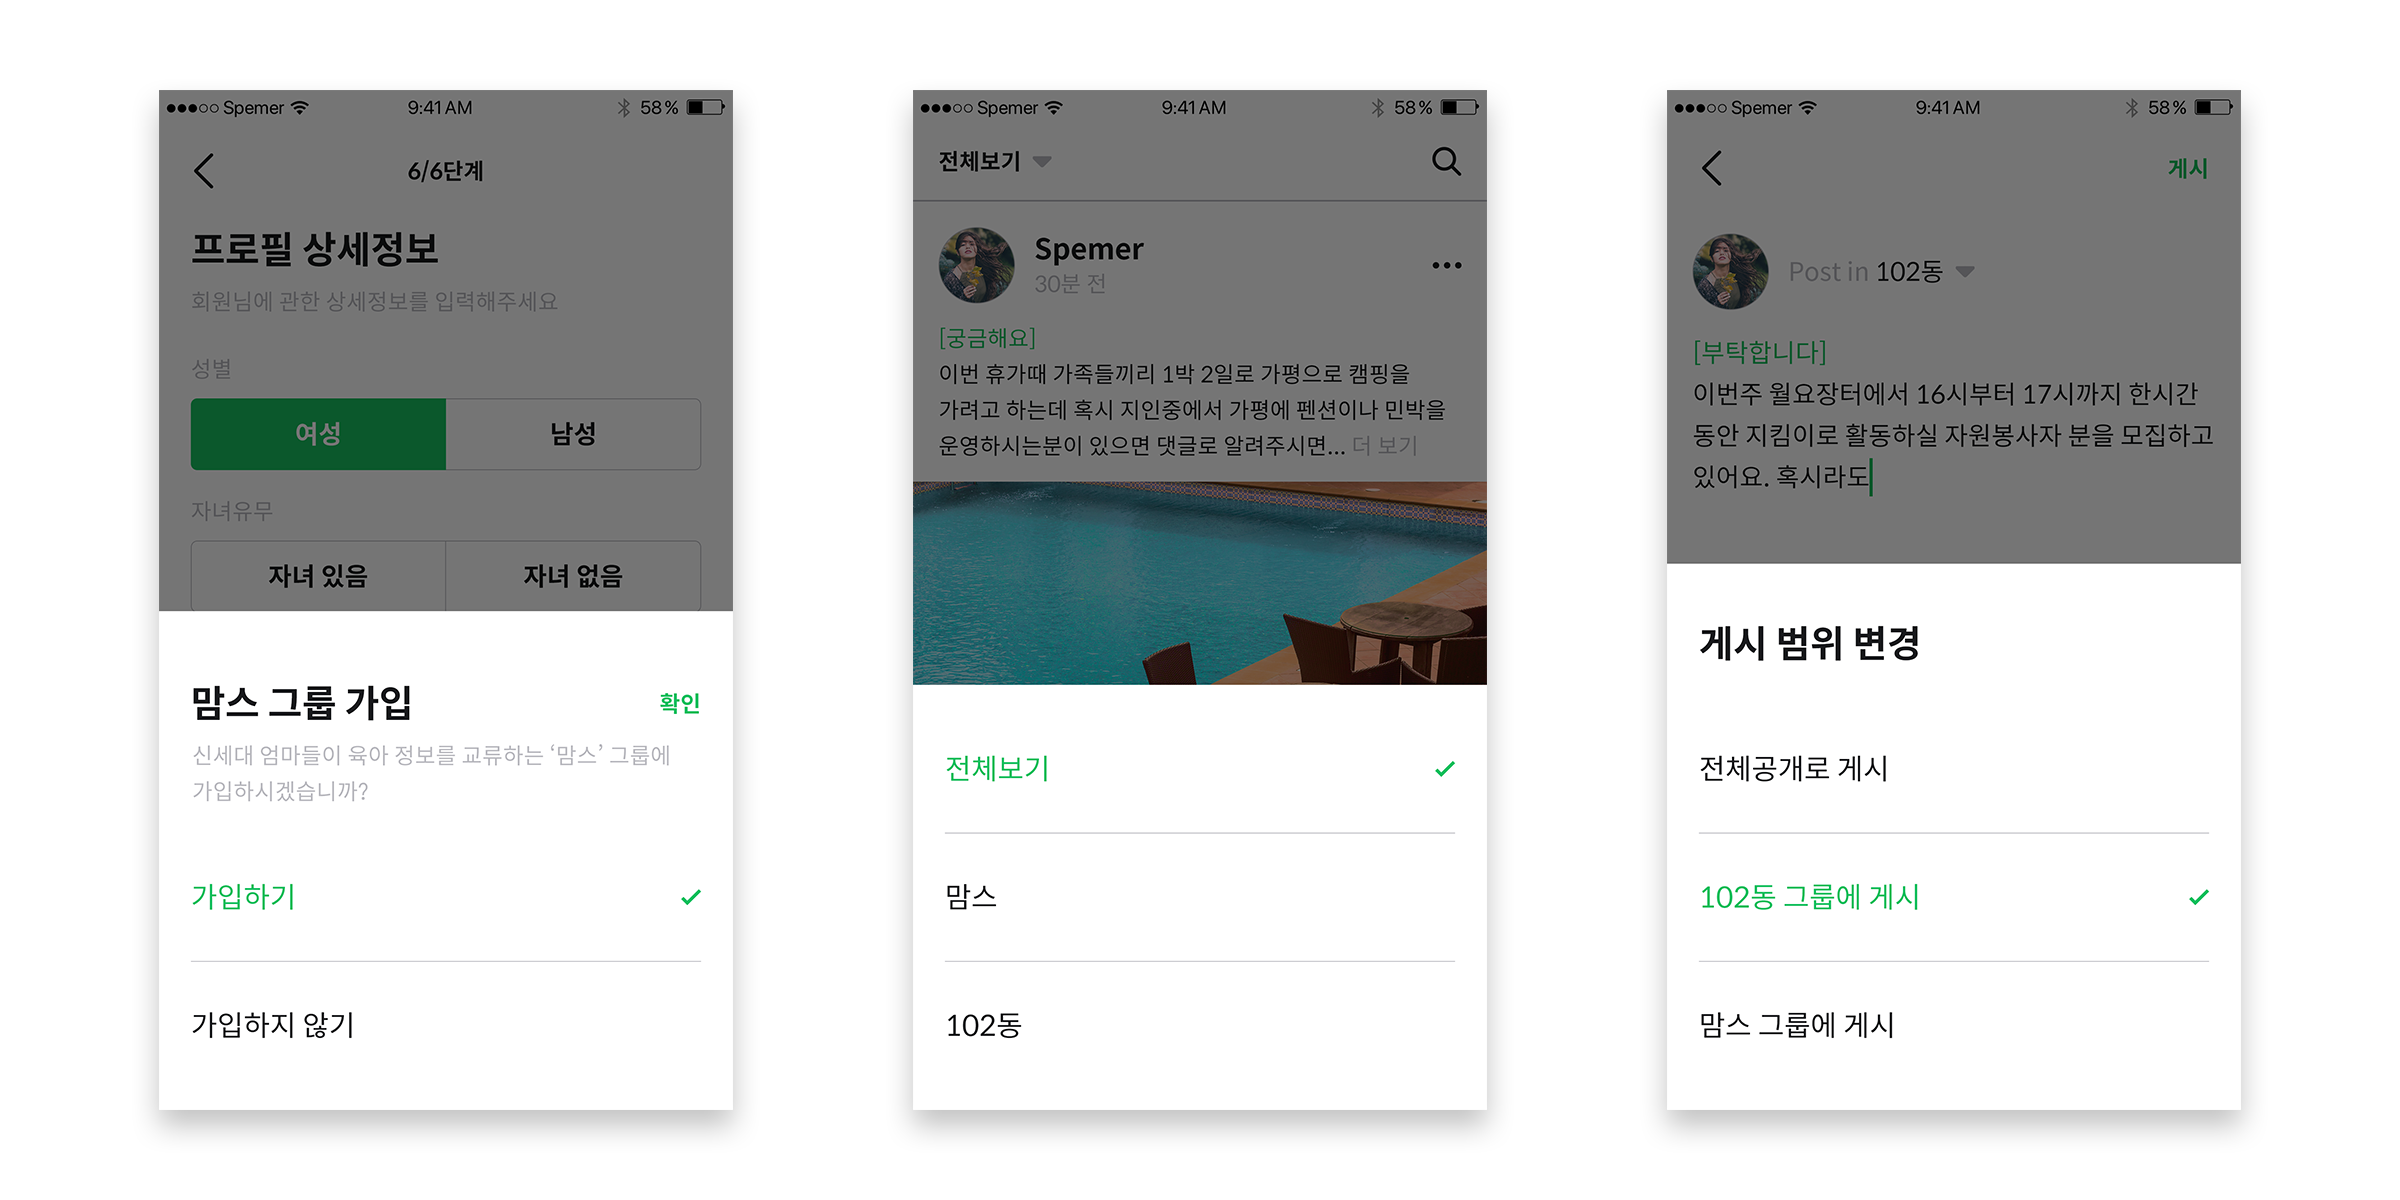 Spemer 9:41 AM 58%
6/6단계
프로필 상세정보
회원님에 관한 상세정보를 입력해주세요
성별
여성 남성
자녀유무
자녀 있음 자녀 없음
맘스 그룹 가입 확인
신세대 엄마들이 육아 정보를 교류하는 ‘맘스’ 그룹에
가입하시겠습니까?
가입하기
가입하지 않기
Spemer 9:41 AM 58%
전체보기
Spemer
30분 전
[궁금해요]
이번 휴가때 가족들끼리 1박 2일로 가평으로 캠핑을
가려고 하는데 혹시 지인중에서 가평에 펜션이나 민박을
운영하시는분이 있으면 댓글로 알려주시면... 더 보기
전체보기
맘스
102동
Spemer 9:41 AM 58%
게시
Post in 102동
[부탁합니다]
이번주 월요장터에서 16시부터 17시까지 한시간
동안 지킴이로 활동하실 자원봉사자 분을 모집하고
있어요. 혹시라도
게시 범위 변경
전체공개로 게시
102동 그룹에 게시
맘스 그룹에 게시